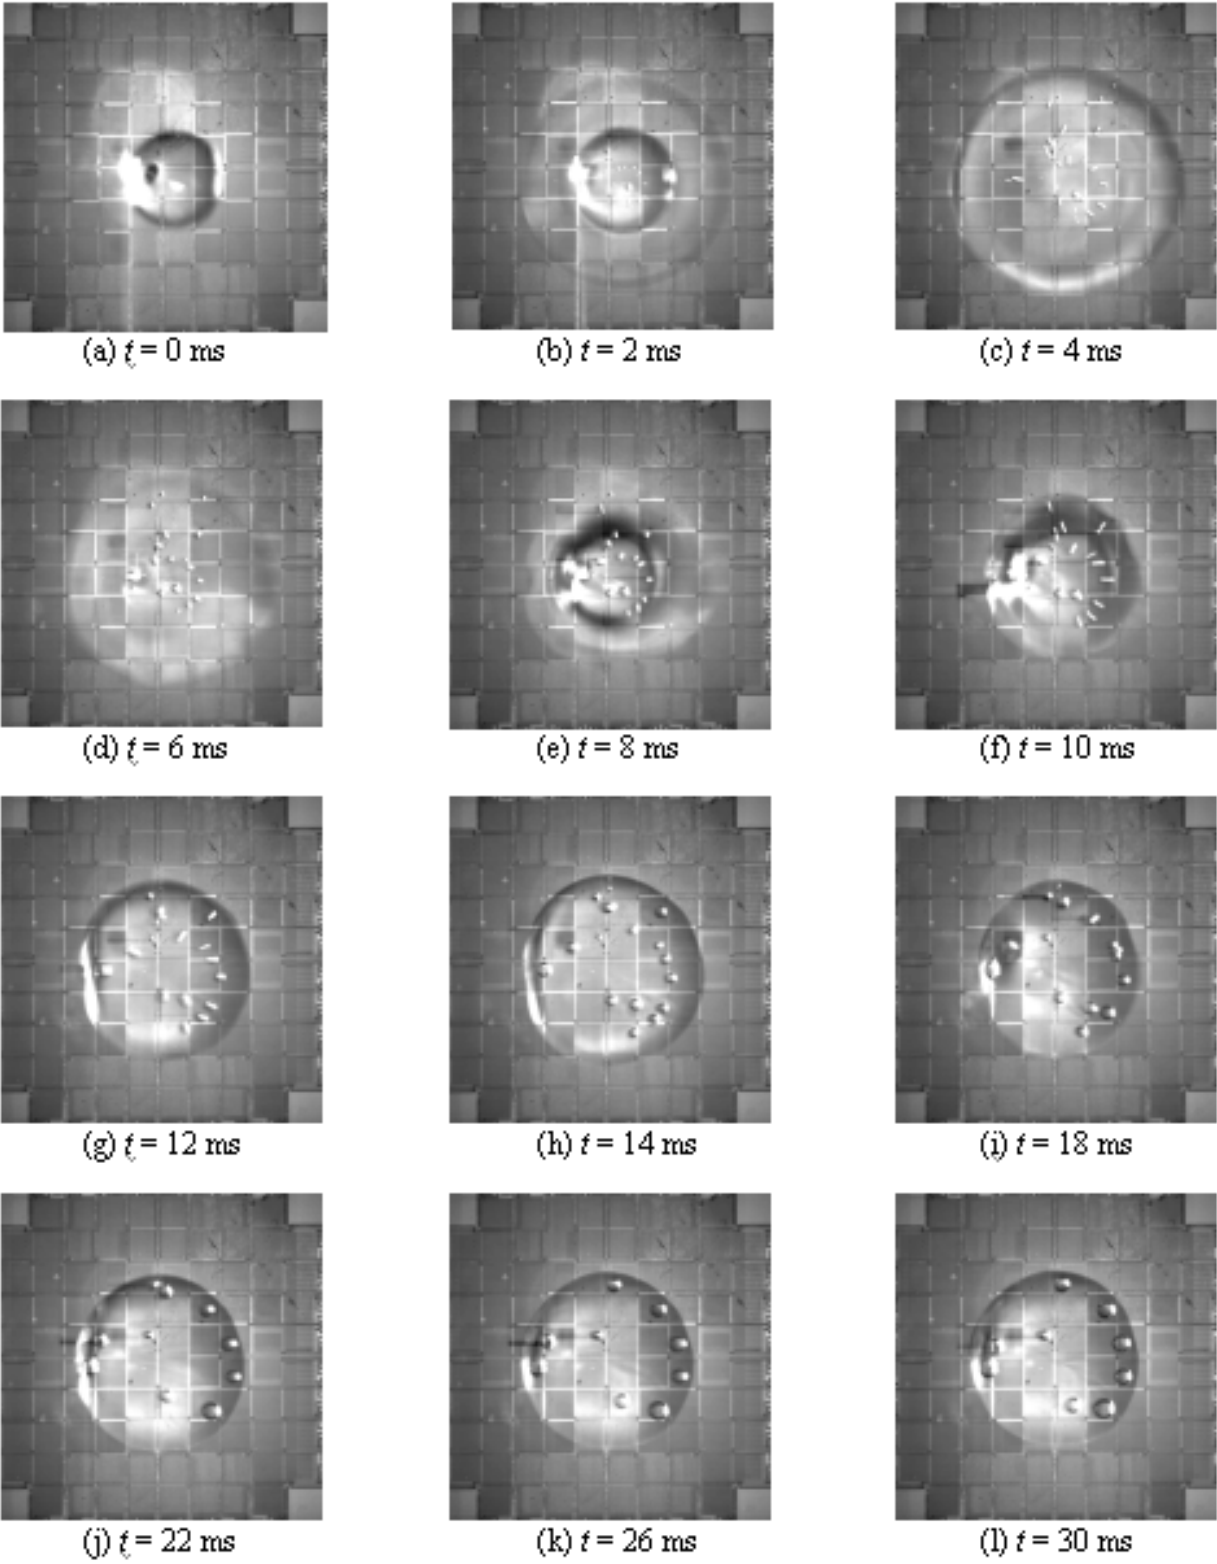 (a) t = 0 ms
(b) t = 2 ms
(c) t = 4 ms
(d) t = 6 ms
(e) t = 8 ms
(f) t = 10 ms
(g) t = 12 ms
(h) t = 14 ms
(i) t = 18 ms
(j) t = 22 ms
(k) t = 26 ms
(l) t = 30 ms